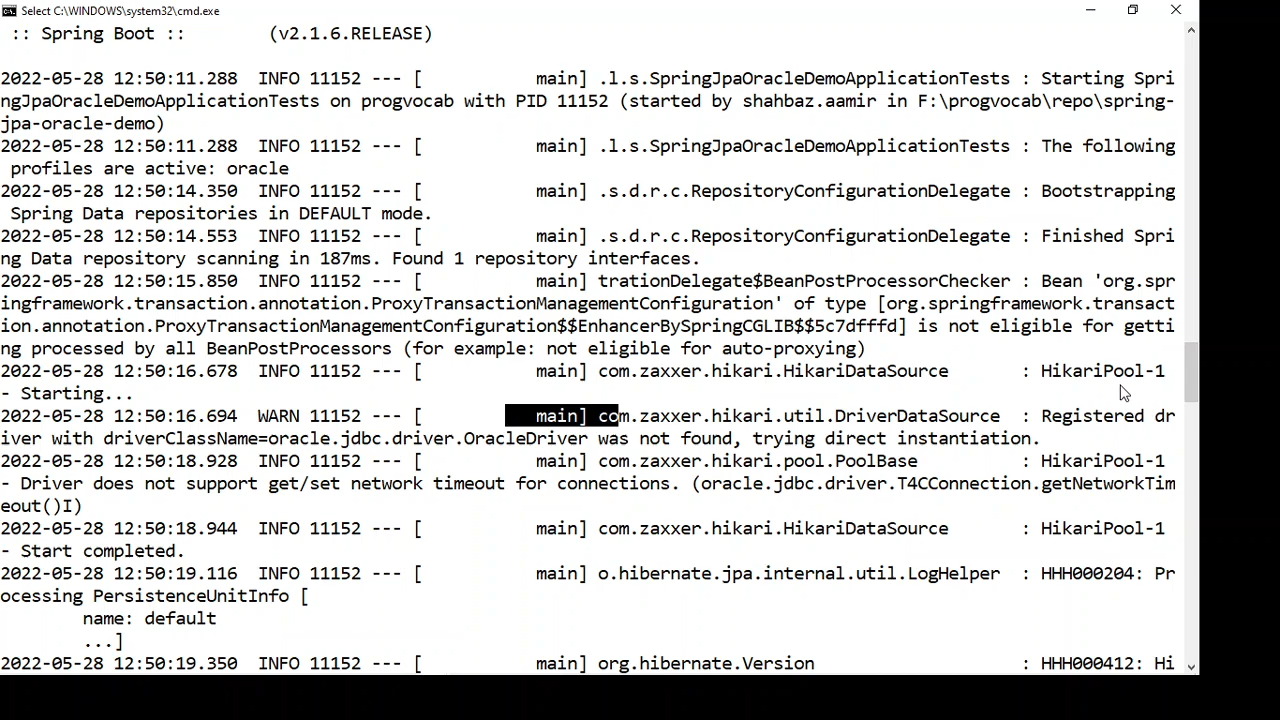 Select C:\WINDOWS\system32\cmd.exe
:: Spring Boot ::        (v2.1.6.RELEASE)
2022-05-28 12:50:11.288  INFO 11152 --- [           main] .l.s.SpringJpaOracleDemoApplicationTests : Starting Spri
ngJpaOracleDemoApplicationTests on progvocab with PID 11152 (started by shahbaz.aamir in F:\progvocab\repo\spring-
jpa-oracle-demo)
2022-05-28 12:50:11.288  INFO 11152 --- [           main] .l.s.SpringJpaOracleDemoApplicationTests : The following
 profiles are active: oracle
2022-05-28 12:50:14.350  INFO 11152 --- [           main] .s.d.r.c.RepositoryConfigurationDelegate : Bootstrapping
 Spring Data repositories in DEFAULT mode.
2022-05-28 12:50:14.553  INFO 11152 --- [           main] .s.d.r.c.RepositoryConfigurationDelegate : Finished Spri
ng Data repository scanning in 187ms. Found 1 repository interfaces.
2022-05-28 12:50:15.850  INFO 11152 --- [           main] trationDelegate$BeanPostProcessorChecker : Bean 'org.spr
ingframework.transaction.annotation.ProxyTransactionManagementConfiguration' of type [org.springframework.transact
ion.annotation.ProxyTransactionManagementConfiguration$$EnhancerBySpringCGLIB$$5c7dfffd] is not eligible for getti
ng processed by all BeanPostProcessors (for example: not eligible for auto-proxying)
2022-05-28 12:50:16.678  INFO 11152 --- [           main] com.zaxxer.hikari.HikariDataSource       : HikariPool-1
- Starting...
2022-05-28 12:50:16.694  WARN 11152 --- [           main] com.zaxxer.hikari.util.DriverDataSource  : Registered dr
iver with driverClassName=oracle.jdbc.driver.OracleDriver was not found, trying direct instantiation.
2022-05-28 12:50:18.928  INFO 11152 --- [           main] com.zaxxer.hikari.pool.PoolBase          : HikariPool-1
- Driver does not support get/set network timeout for connections. (oracle.jdbc.driver.T4CConnection.getNetworkTim
eout()I)
2022-05-28 12:50:18.944  INFO 11152 --- [           main] com.zaxxer.hikari.HikariDataSource       : HikariPool-1
- Start completed.
2022-05-28 12:50:19.116  INFO 11152 --- [           main] o.hibernate.jpa.internal.util.LogHelper  : HHH000204: Pr
ocessing PersistenceUnitInfo [
        name: default
        ...]
2022-05-28 12:50:19.350  INFO 11152 --- [           main] org.hibernate.Version                    : HHH000412: Hi